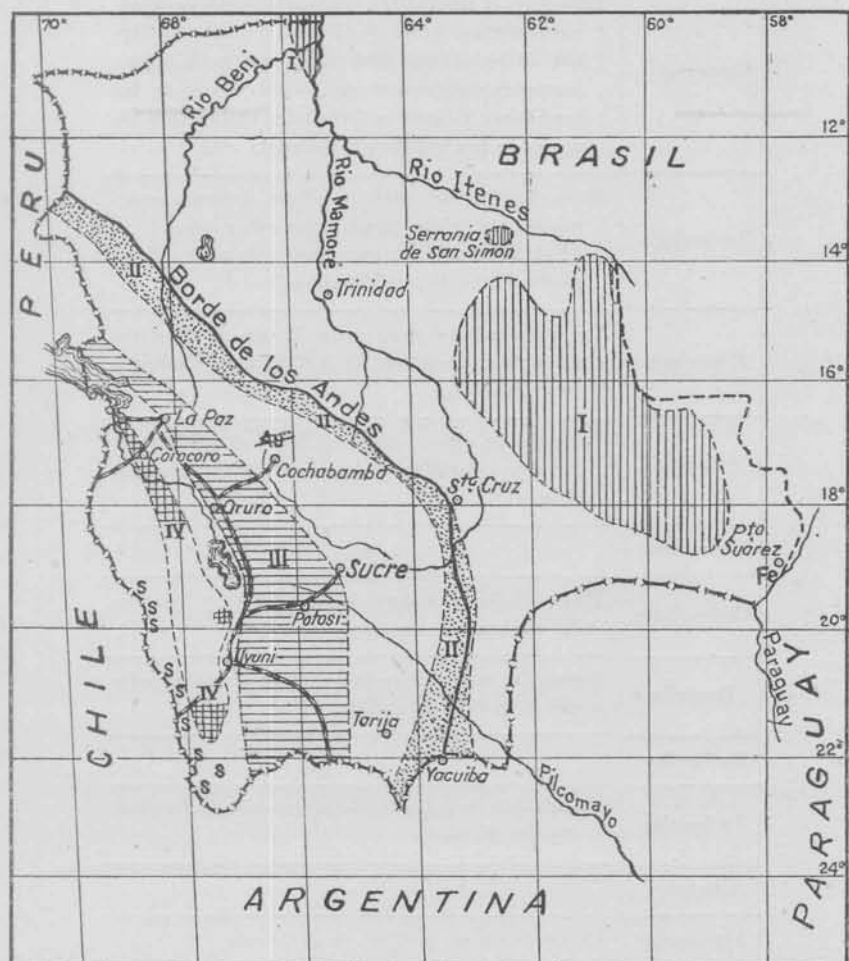 70° 68° 64° 62° 60° 58°
I
Rio Beni
12°
BRASIL
PERU
Rio Mamoré
Rio Itenes
Serrania
de San Simón
14°
II
Trinidad
Borde de los Andes
16°
II
I
La Paz
Coracoro
Au
Cochabamba
Sta. Cruz
18°
Oruro
Pto
Suarez
IV
III
Sucre
Fe
Potosi
S
S
S
20°
II
Uyuni
S
Paraguay
IV
S
Tarija
CHILE
22°
S
S
S
S
Yacuiba
Pilcomayo
PARAGUAY
24°
ARGENTINA